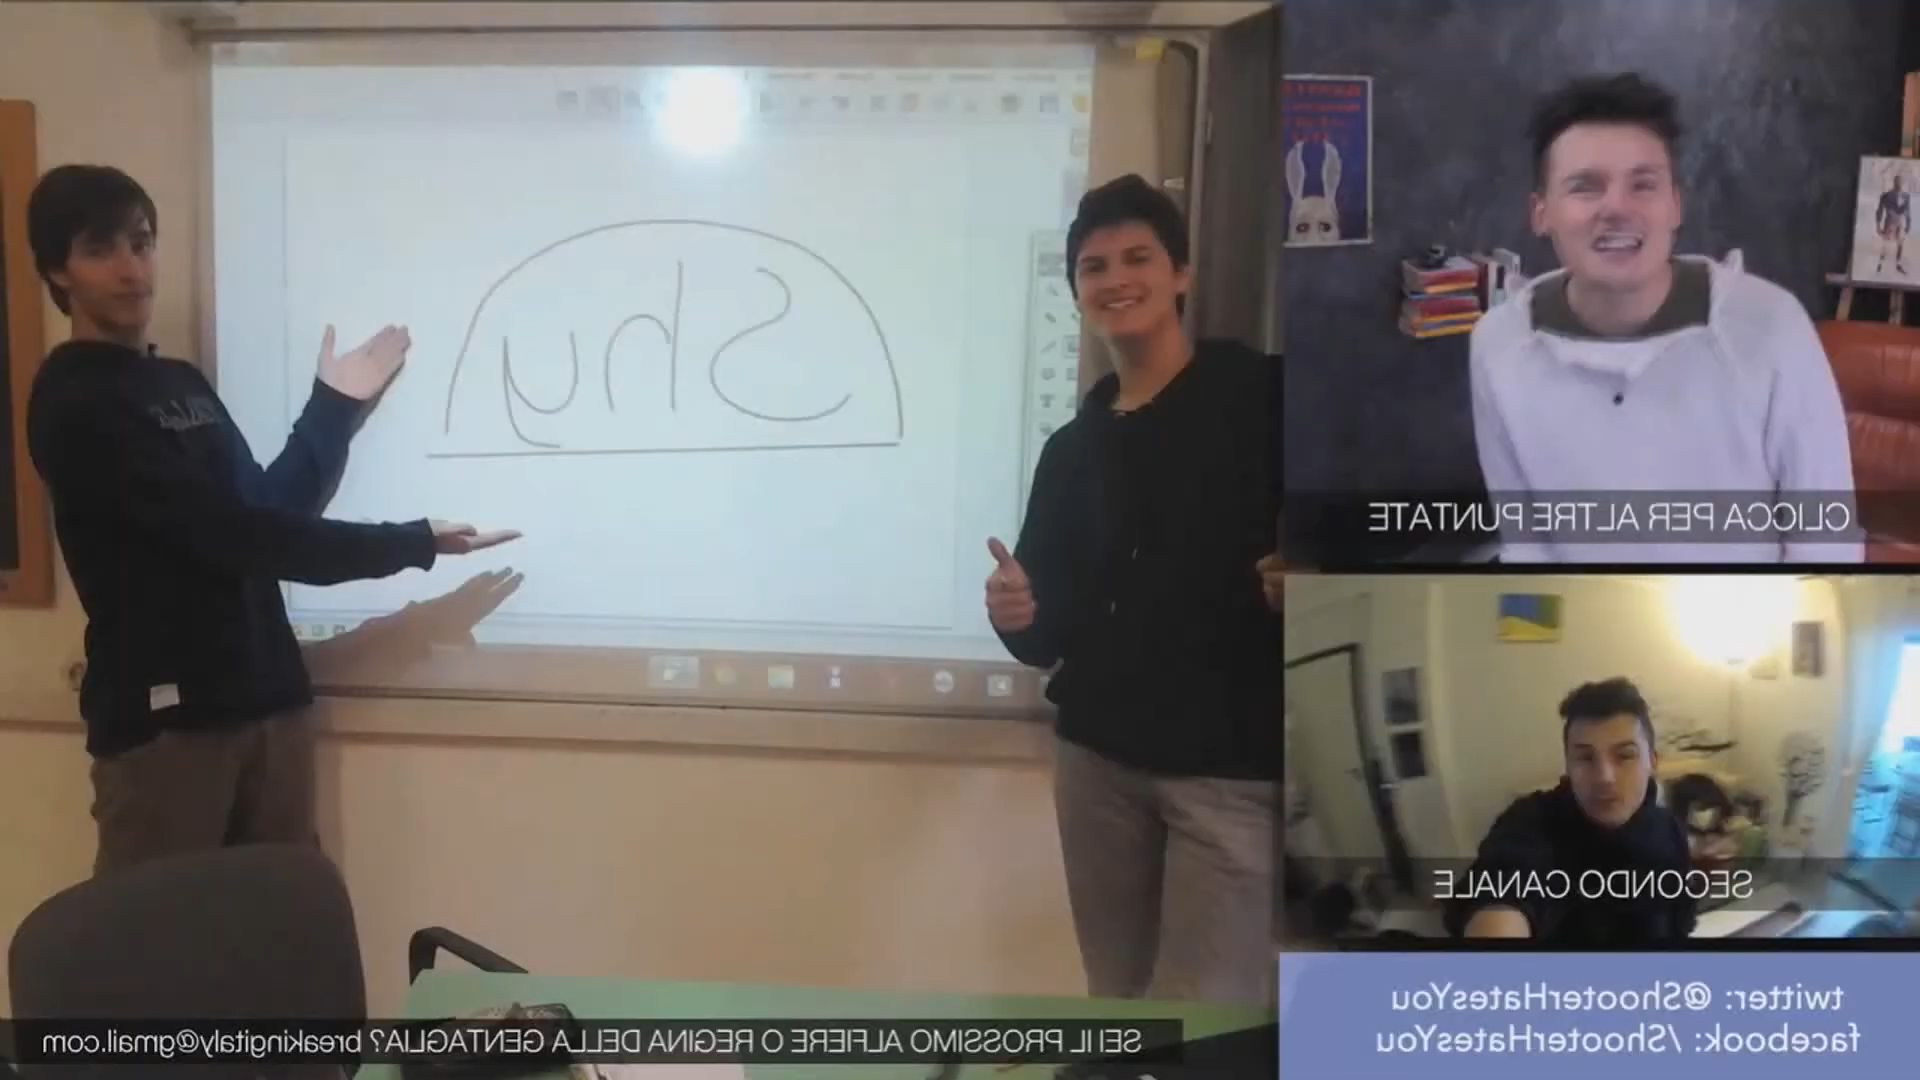 Shy
CLICCA PER ALTRE PUNTATE
SECONDO CANALE
twitter: @ShooterHatesYou
facebook: /ShooterHatesYou
SEI IL PROSSIMO ALFIERE O REGINA DELLA GENTAGLIA? breakingitaly@gmail.com